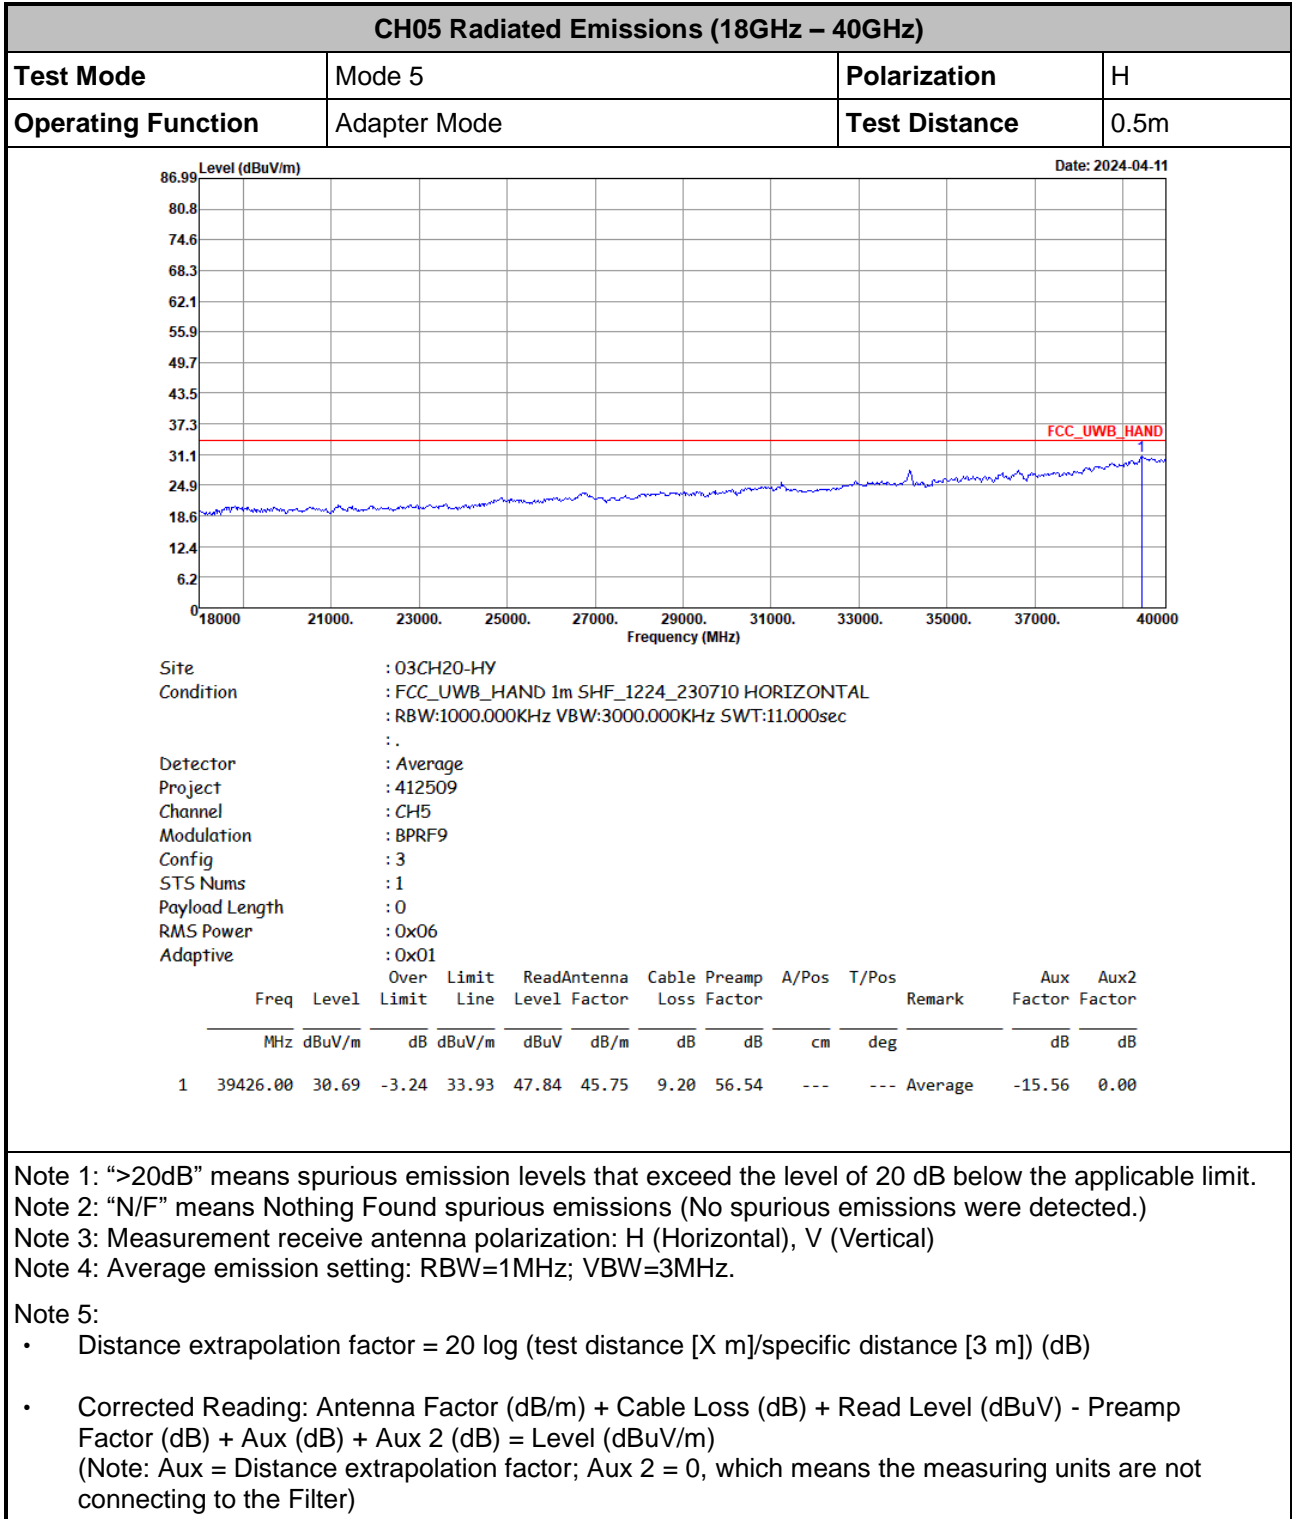 CH05 Radiated Emissions (18GHz – 40GHz)
Test Mode Mode 5 Polarization H
Operating Function Adapter Mode Test Distance 0.5m
Level (dBuV/m) Date: 2024-04-11
86.99
80.8
74.6
68.3
62.1
55.9
49.7
43.5
37.3
FCC_UWB_HAND
1
31.1
24.9
18.6
12.4
6.2
0
18000 21000. 23000. 25000. 27000. 29000. 31000. 33000. 35000. 37000. 40000
Frequency (MHz)
Site : 03CH20-HY
Condition : FCC_UWB_HAND 1m SHF_1224_230710 HORIZONTAL
: RBW:1000.000KHz VBW:3000.000KHz SWT:11.000sec
: .
Detector : Average
Project : 412509
Channel : CH5
Modulation : BPRF9
Config : 3
STS Nums : 1
Payload Length : 0
RMS Power : 0x06
Adaptive : 0x01
Over Limit ReadAntenna Cable Preamp A/Pos T/Pos Aux Aux2
Freq Level Limit Line Level Factor Loss Factor Remark Factor Factor
MHz dBuV/m dB dBuV/m dBuV dB/m dB dB cm deg dB dB
1 39426.00 30.69 -3.24 33.93 47.84 45.75 9.20 56.54 --- --- Average -15.56 0.00
Note 1: “>20dB” means spurious emission levels that exceed the level of 20 dB below the applicable limit.
Note 2: “N/F” means Nothing Found spurious emissions (No spurious emissions were detected.)
Note 3: Measurement receive antenna polarization: H (Horizontal), V (Vertical)
Note 4: Average emission setting: RBW=1MHz; VBW=3MHz.
Note 5:
• Distance extrapolation factor = 20 log (test distance [X m]/specific distance [3 m]) (dB)
• Corrected Reading: Antenna Factor (dB/m) + Cable Loss (dB) + Read Level (dBuV) - Preamp
Factor (dB) + Aux (dB) + Aux 2 (dB) = Level (dBuV/m)
(Note: Aux = Distance extrapolation factor; Aux 2 = 0, which means the measuring units are not
connecting to the Filter)